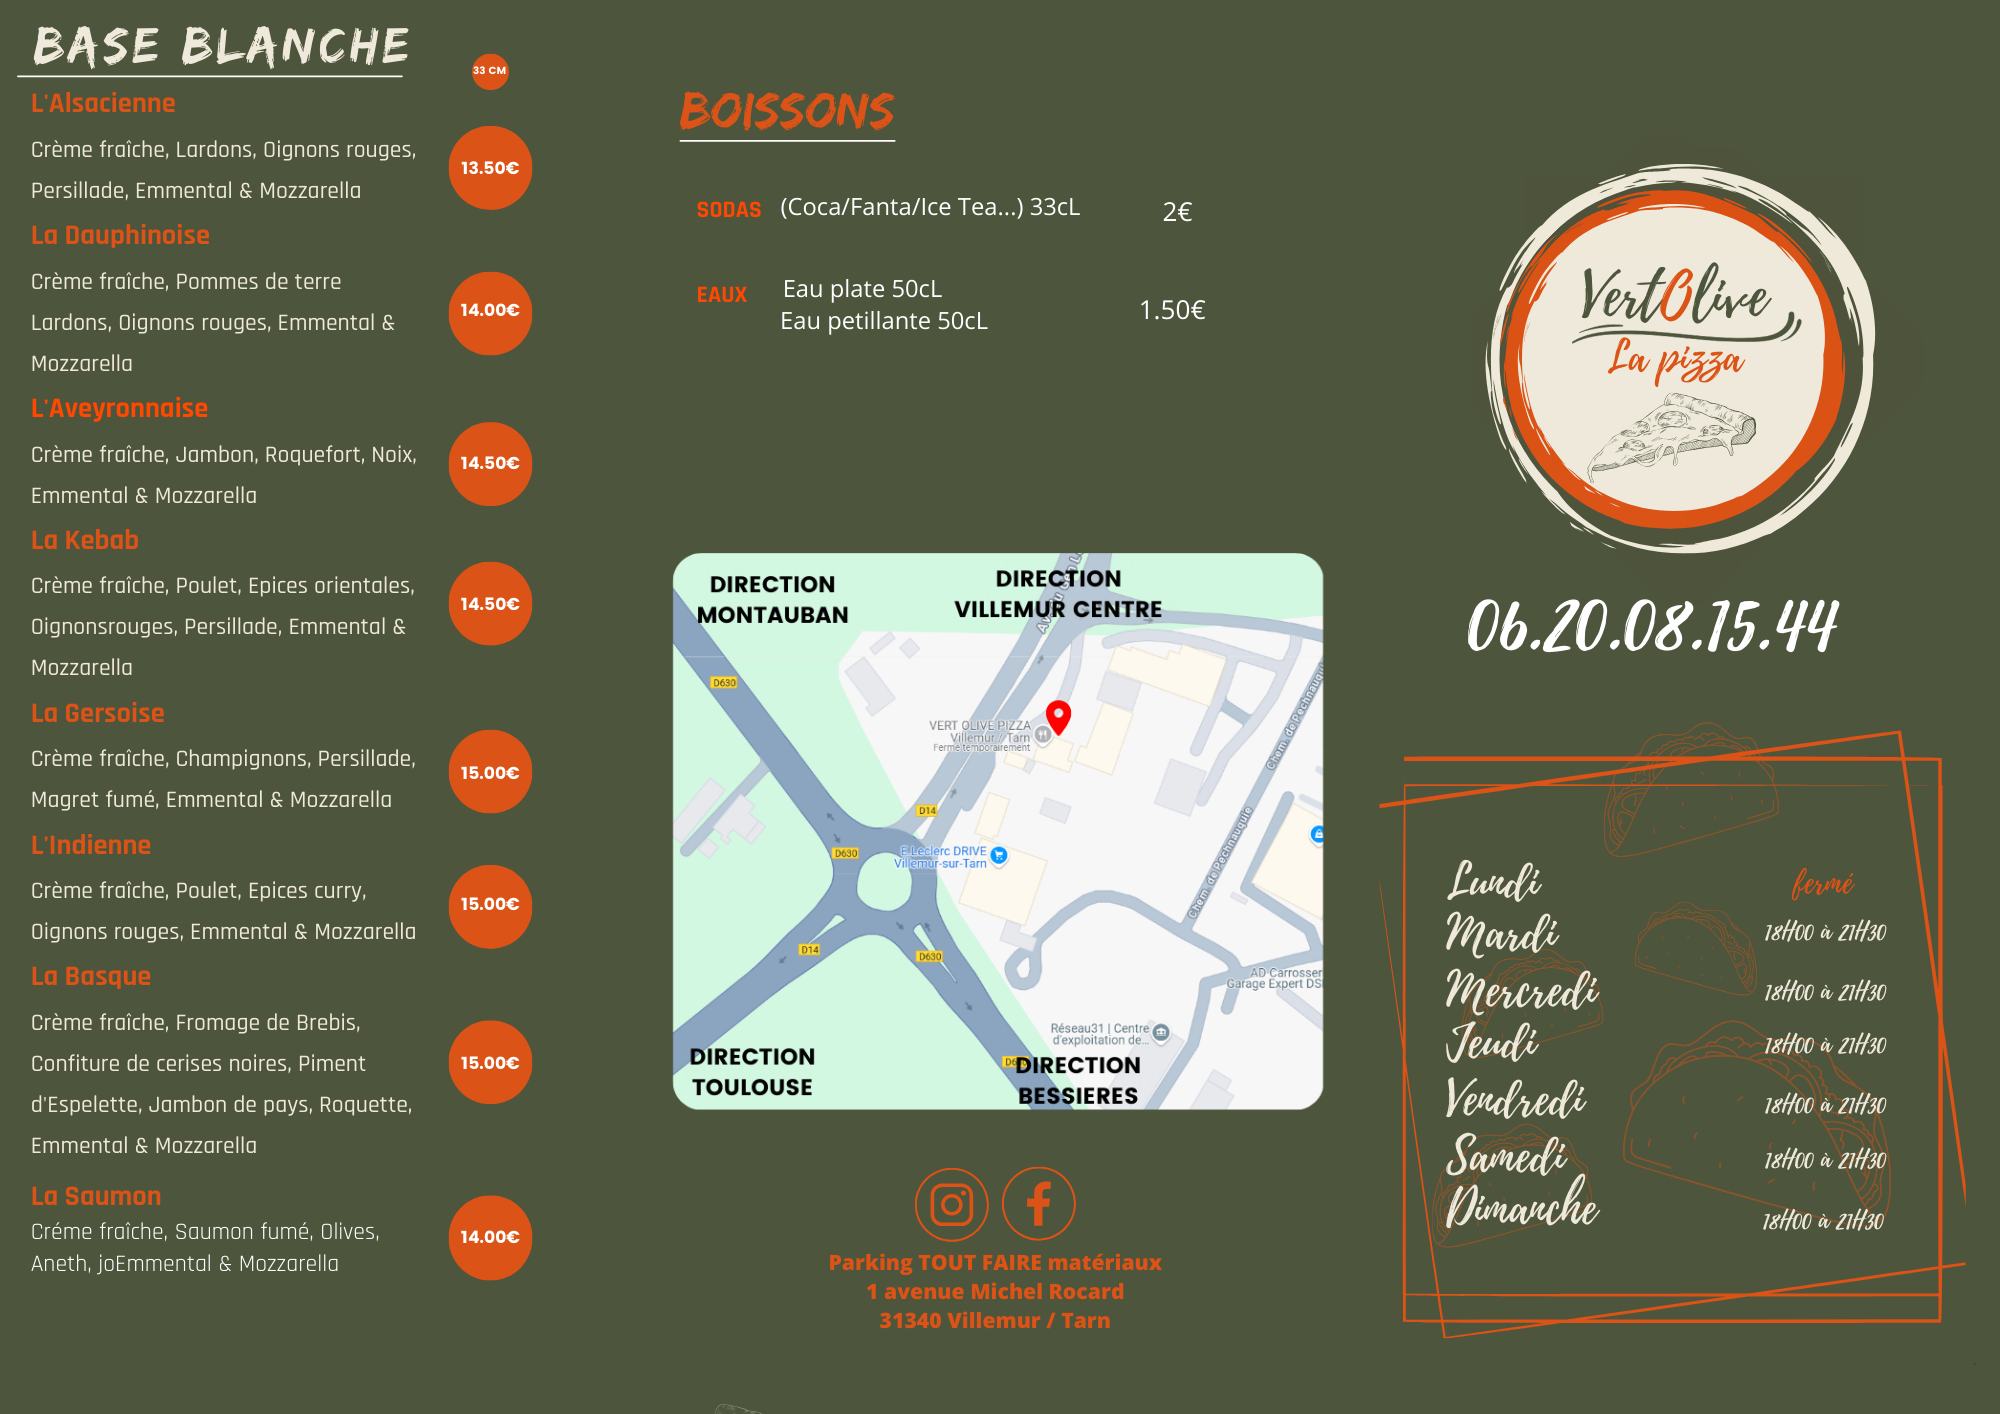 BASE BLANCHE
33 CM
L'Alsacienne
Crème fraîche, Lardons, Oignons rouges,
Persillade, Emmental & Mozzarella
13.50€
La Dauphinoise
Crème fraîche, Pommes de terre
Lardons, Oignons rouges, Emmental &
Mozzarella
14.00€
L'Aveyronnaise
Crème fraîche, Jambon, Roquefort, Noix,
Emmental & Mozzarella
14.50€
La Kebab
Crème fraîche, Poulet, Epices orientales,
Oignonsrouges, Persillade, Emmental &
Mozzarella
14.50€
La Gersoise
Crème fraîche, Champignons, Persillade,
Magret fumé, Emmental & Mozzarella
15.00€
L'Indienne
Crème fraîche, Poulet, Epices curry,
Oignons rouges, Emmental & Mozzarella
15.00€
La Basque
Crème fraîche, Fromage de Brebis,
Confiture de cerises noires, Piment
d'Espelette, Jambon de pays, Roquette,
Emmental & Mozzarella
15.00€
La Saumon
Créme fraîche, Saumon fumé, Olives,
Aneth, joEmmental & Mozzarella
14.00€
BOISSONS
SODAS (Coca/Fanta/Ice Tea...) 33cL 2€
EAUX Eau plate 50cL
Eau petillante 50cL
1.50€
DIRECTION
MONTAUBAN
DIRECTION
VILLEMUR CENTRE
D630
VERT OLIVE PIZZA
Villemur / Tarn
Fermé temporairement
Chem. de Pechnauquié
D14
D630
E.Leclerc DRIVE
Villemur-sur-Tarn
Chem. de Pechnauquié
D14
D630
AD Carrosser
Garage Expert DS
Réseau31 | Centre
d'exploitation de...
DIRECTION
TOULOUSE
DIRECTION
BESSIERES
Parking TOUT FAIRE matériaux
1 avenue Michel Rocard
31340 Villemur / Tarn
VertOlive
La pizza
06.20.08.15.44
Lundi fermé
Mardi 18H00 à 21H30
Mercredi 18H00 à 21H30
Jeudi 18H00 à 21H30
Vendredi 18H00 à 21H30
Samedi 18H00 à 21H30
Dimanche 18H00 à 21H30